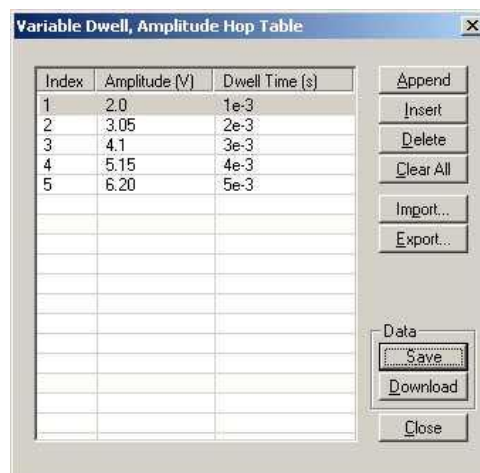 Variable Dwell, Amplitude Hop Table
Index Amplitude (V) Dwell Time (s)
1 2.0 1e-3
2 3.05 2e-3
3 4.1 3e-3
4 5.15 4e-3
5 6.20 5e-3
Append
Insert
Delete
Clear All
Import...
Export...
Data
Save
Download
Close